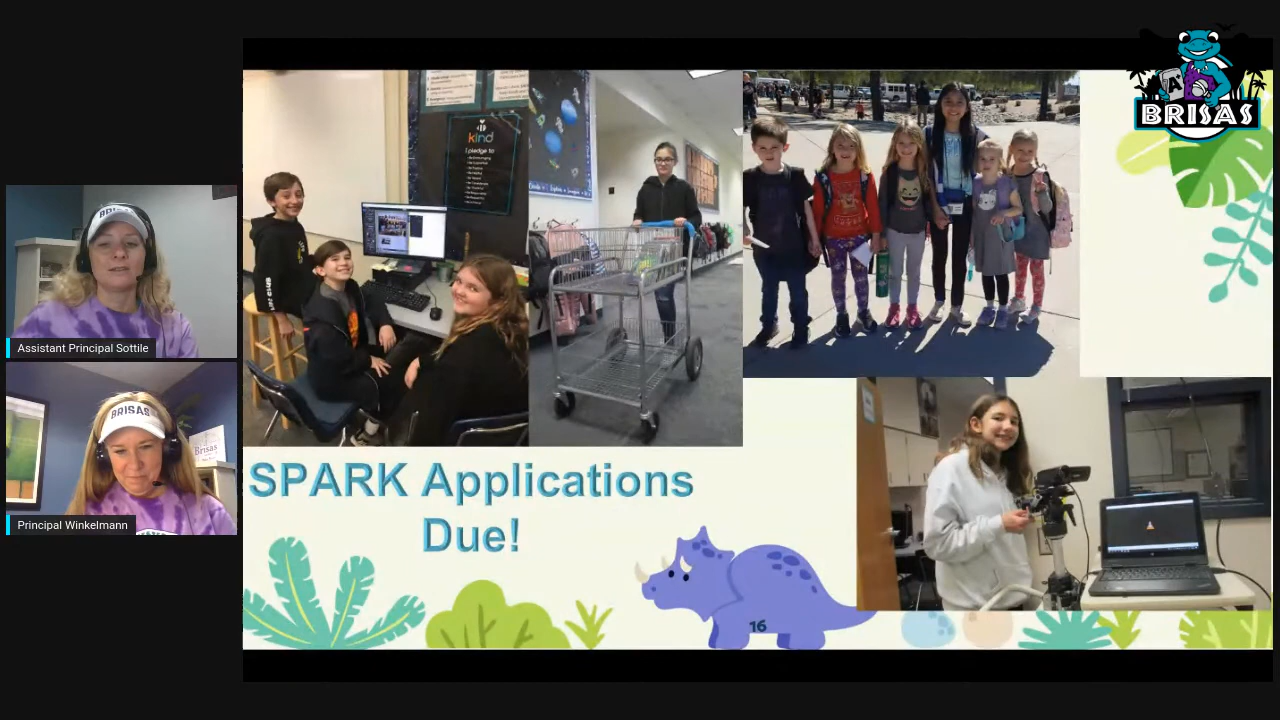 BRISAS
BRISAS
Assistant Principal Sottile
BRISAS
Brisas
Principal Winkelmann
kind
I pledge to
SPARK Applications
Due!
16